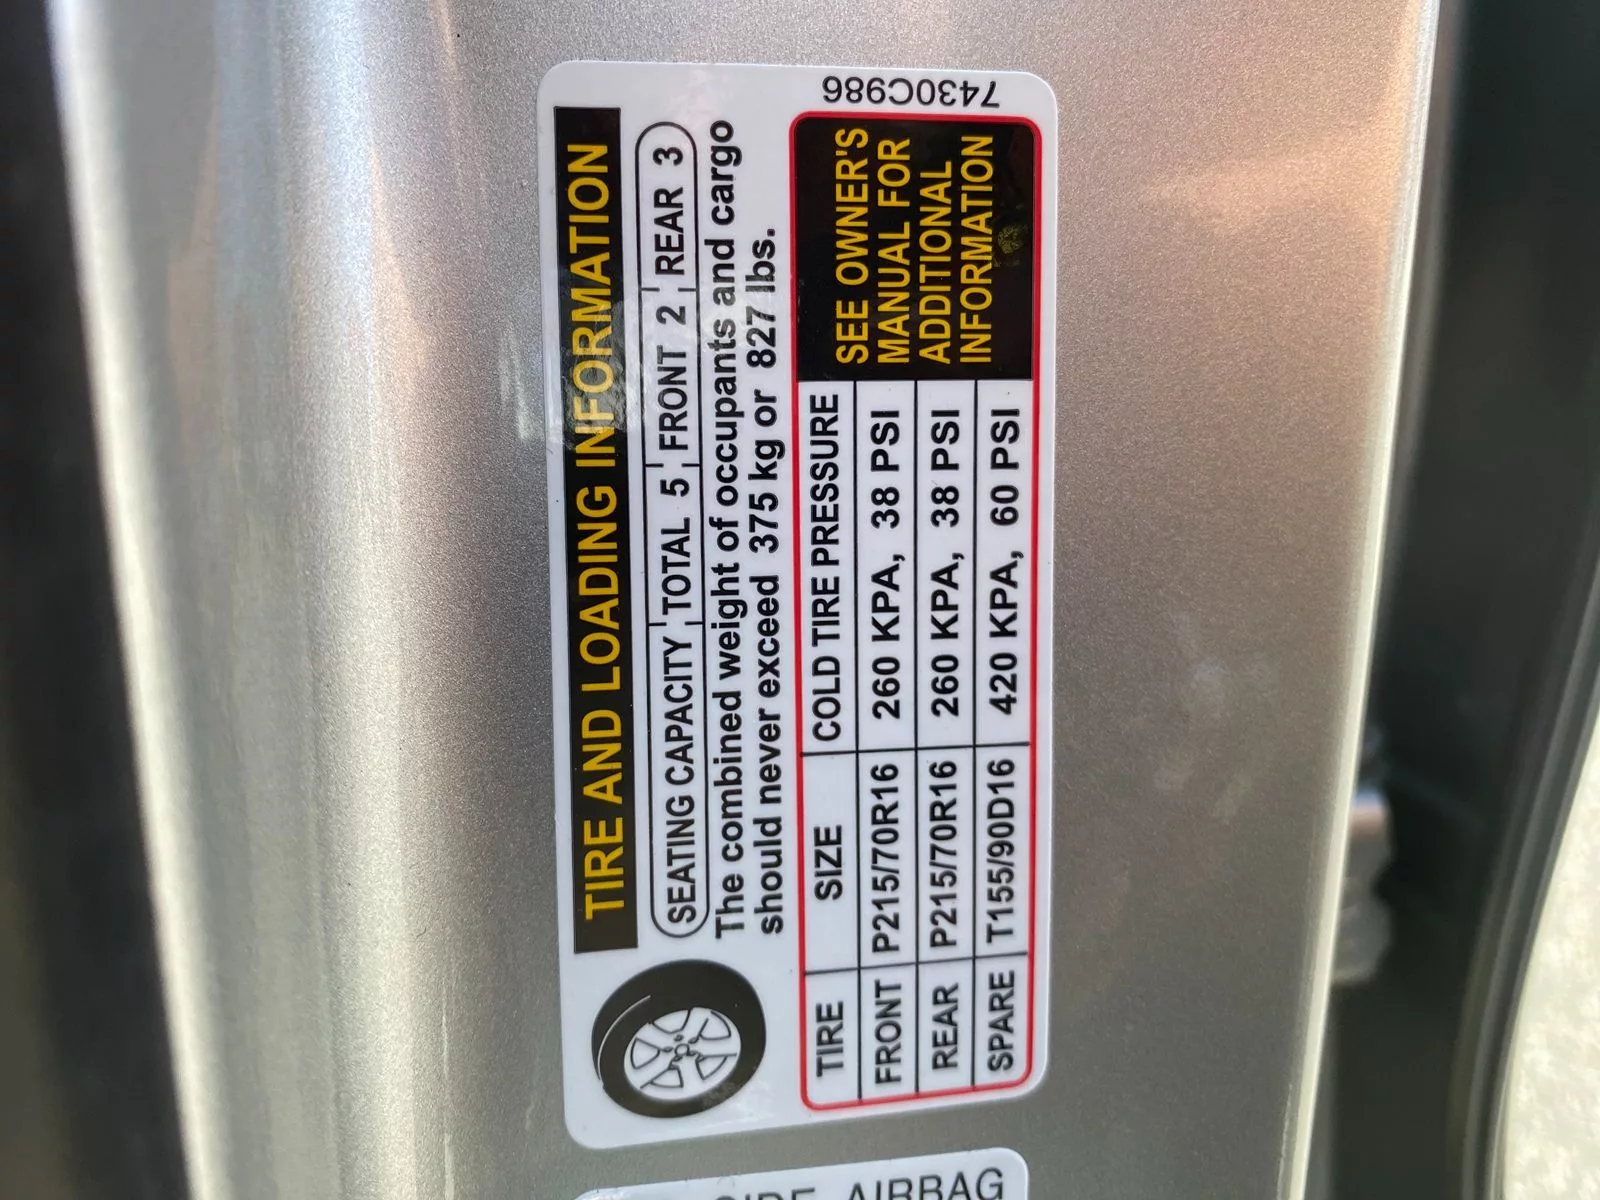 TIRE AND LOADING INFORMATION
SEATING CAPACITY TOTAL 5 FRONT 2 REAR 3
The combined weight of occupants and cargo
should never exceed 375 kg or 827 lbs.
TIRE SIZE COLD TIRE PRESSURE
FRONT P215/70R16 260 KPA, 38 PSI
REAR P215/70R16 260 KPA, 38 PSI
SPARE T155/90D16 420 KPA, 60 PSI
SEE OWNER'S
MANUAL FOR
ADDITIONAL
INFORMATION
7430C986
SIDE AIRBAG